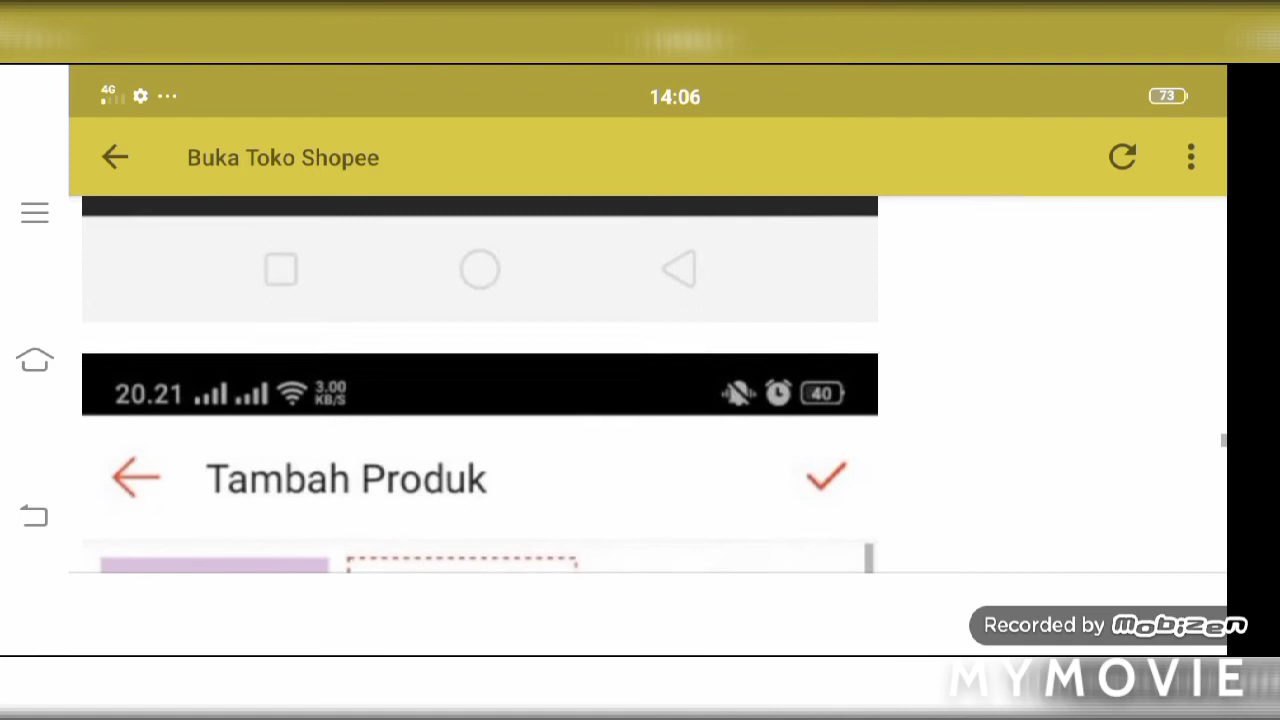 4G 14:06 73
Buka Toko Shopee
20.21 3.00 KB/S 40
Tambah Produk
Recorded by mobizen
MYMOVIE